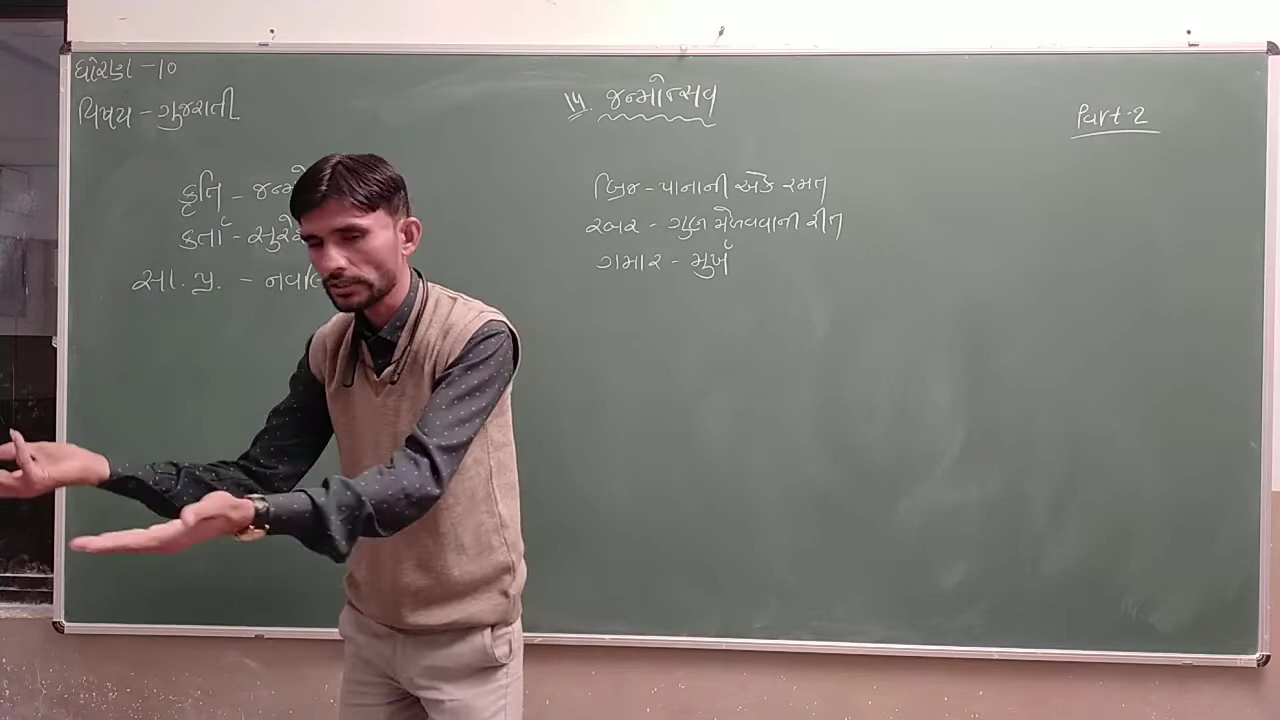 ધોરણ - 10
વિષય - ગુજરાતી
૧૫. જન્મોત્સવ
Part-2
કૃતિ - જન્મો
કર્તા - સુરે
સા. પ્ર. - નવલિ
બ્રિજ - પાનાની એક રમત
રબર - ગુણ મેળવવાની રીત
ગમાર - મુર્ખ